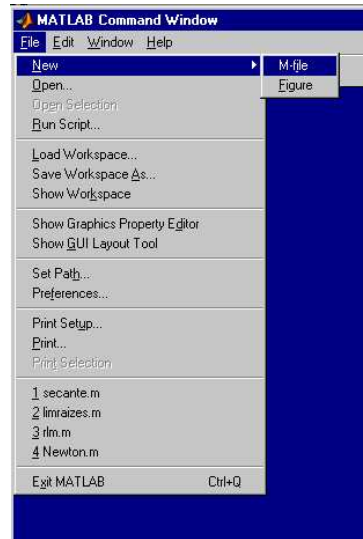 MATLAB Command Window
File Edit Window Help
New
M-file
Figure
Open...
Open Selection
Run Script...
Load Workspace...
Save Workspace As...
Show Workspace
Show Graphics Property Editor
Show GUI Layout Tool
Set Path...
Preferences...
Print Setup...
Print...
Print Selection
1 secante.m
2 limraizes.m
3 rlm.m
4 Newton.m
Exit MATLAB Ctrl+Q